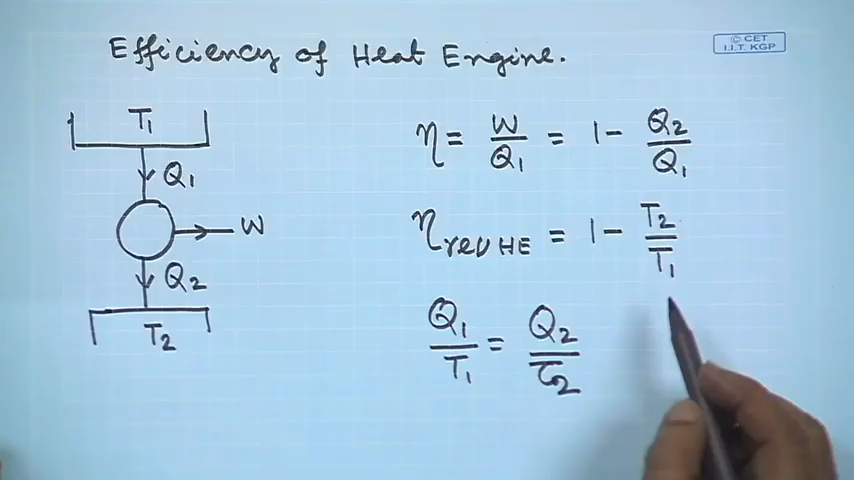 Efficiency of Heat Engine.
© CET
I.I.T. KGP
T1
Q1
W
Q2
T2
η = W/Q1 = 1 - Q2/Q1
ηrev HE = 1 - T2/T1
Q1/T1 = Q2/T2